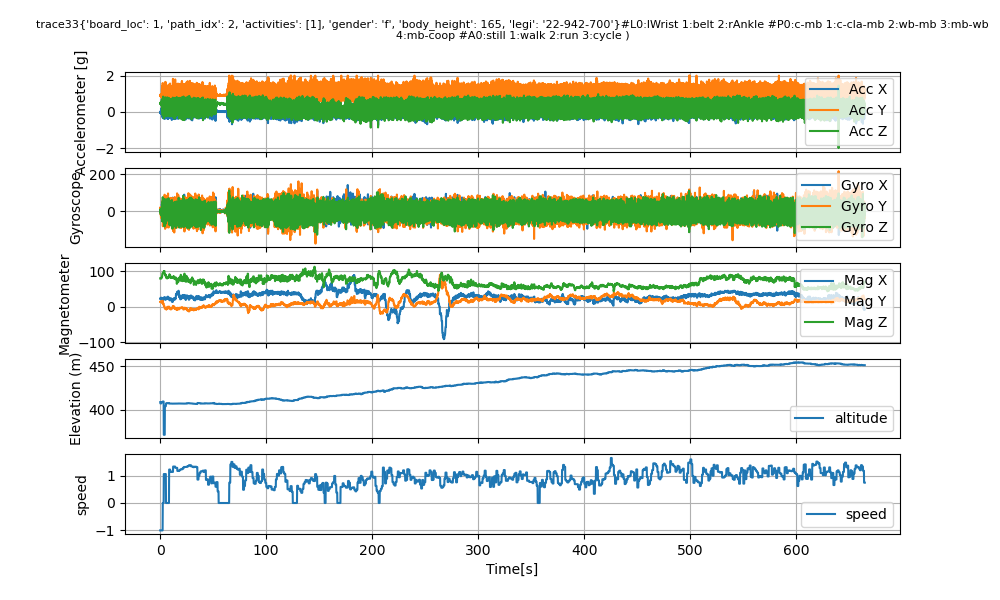 trace33{'board_loc': 1, 'path_idx': 2, 'activities': [1], 'gender': 'f', 'body_height': 165, 'legi': '22-942-700'}#L0:lWrist 1:belt 2:rAnkle #P0:c-mb 1:c-cla-mb 2:wb-mb 3:mb-wb
4:mb-coop #A0:still 1:walk 2:run 3:cycle )
Accelerometer [g]
2
0
−2
Acc X
Acc Y
Acc Z
Gyroscope
200
0
Gyro X
Gyro Y
Gyro Z
Magnetometer
100
0
−100
Mag X
Mag Y
Mag Z
Elevation (m)
450
400
altitude
speed
1
0
−1
speed
0
100
200
300
400
500
600
Time[s]